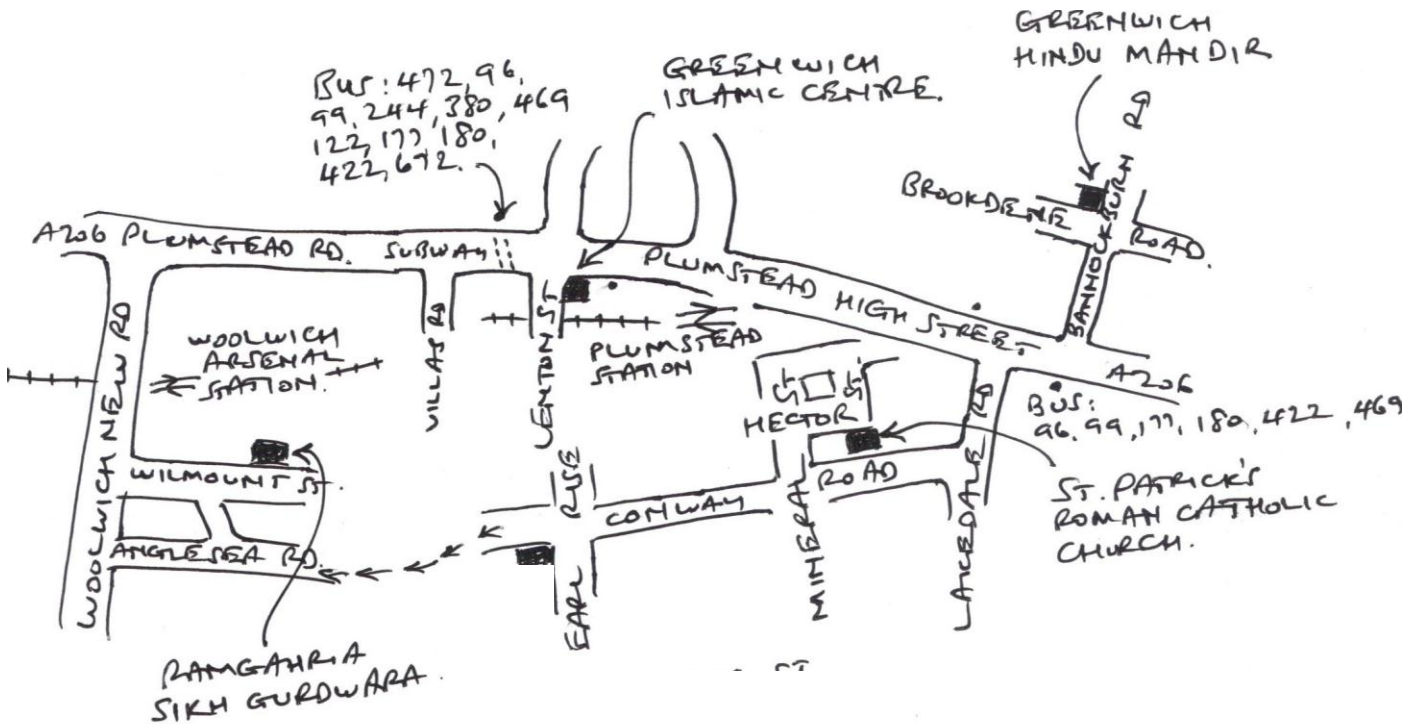 GREENWICH
HINDU MANDIR
GREENWICH
ISLAMIC CENTRE.
BUS: 472, 96,
99, 244, 380, 469
122, 177, 180,
422, 672.
BROOKDENE
ROAD.
BANNOCKBURN RD
A206 PLUMSTEAD RD.
SUBWAY
PLUMSTEAD HIGH STREET
A206
WOOLWICH NEW RD
WOOLWICH
ARSENAL
STATION.
VILLAS RD
VENTON ST
PLUMSTEAD
STATION
ST.
ST.
HECTOR
BUS:
96, 99, 177, 180, 422, 469
WILMOUNT ST.
ANGLESEA RD.
EARL RISE
CONWAY
ROAD
MINERAL
LAKEDALE RD
ST. PATRICK'S
ROMAN CATHOLIC
CHURCH.
RAMGAHRIA
SIKH GURDWARA.